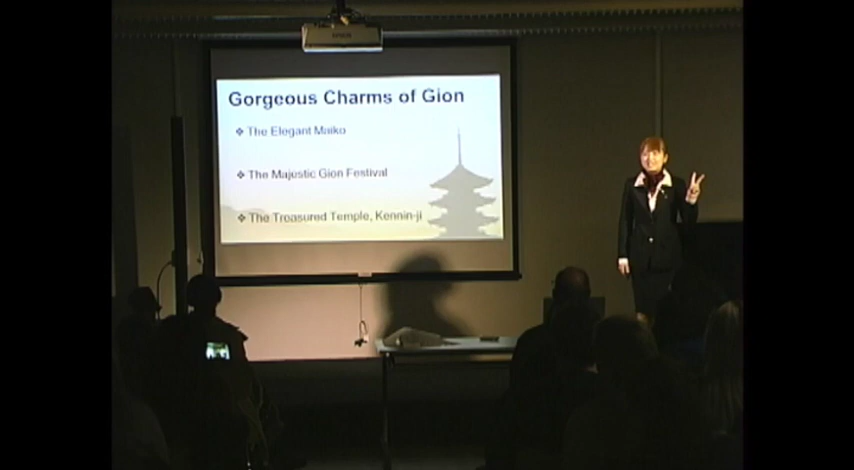 Gorgeous Charms of Gion
❖ The Elegant Maiko
❖ The Majestic Gion Festival
❖ The Treasured Temple, Kennin-ji